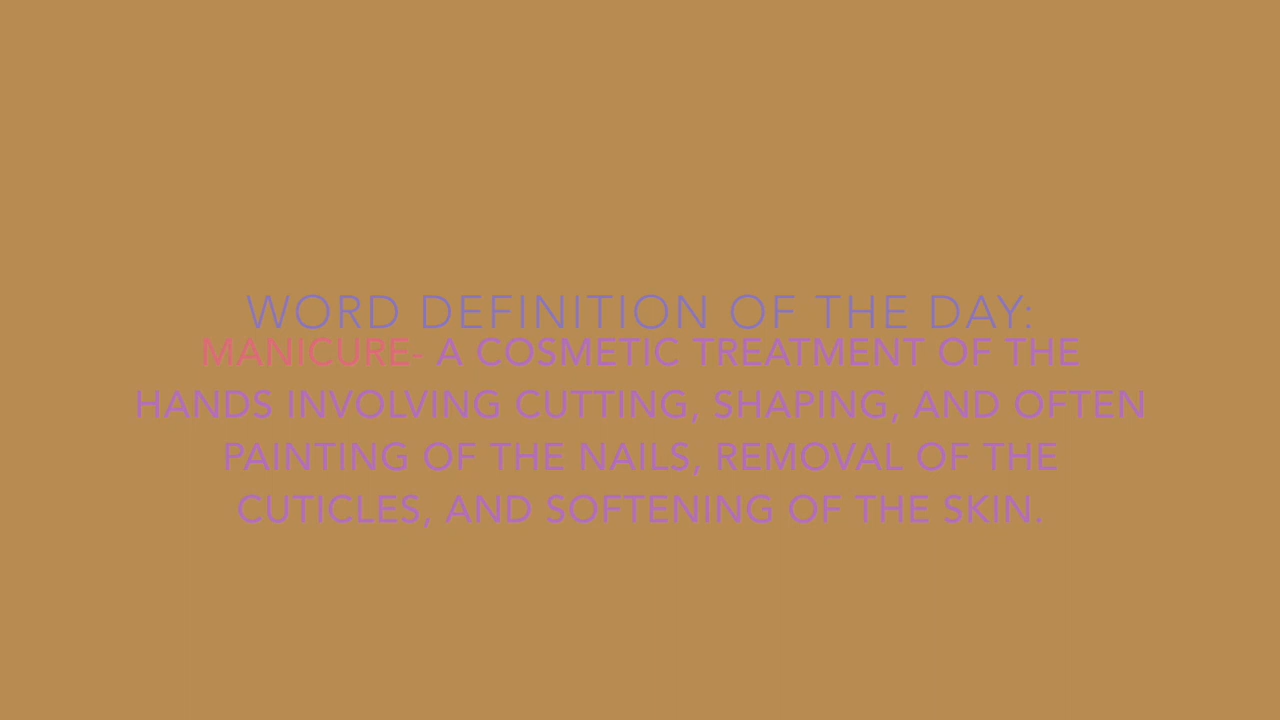 WORD DEFINITION OF THE DAY:
MANICURE- A COSMETIC TREATMENT OF THE
HANDS INVOLVING CUTTING, SHAPING, AND OFTEN
PAINTING OF THE NAILS, REMOVAL OF THE
CUTICLES, AND SOFTENING OF THE SKIN.